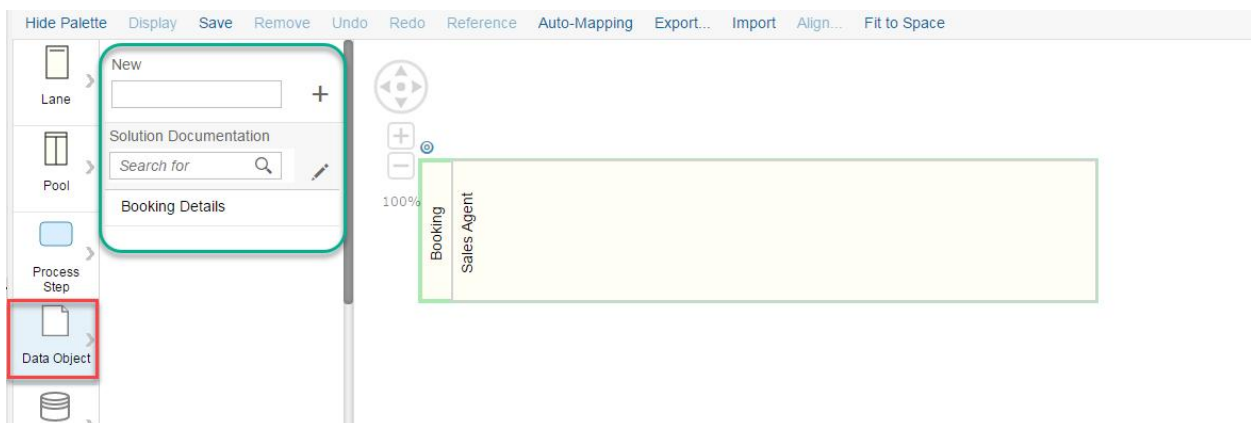 Hide Palette Display Save Remove Undo Redo Reference Auto-Mapping Export... Import Align... Fit to Space
Lane
Pool
Process
Step
Data Object
New
+
Solution Documentation
Search for
Booking Details
100%
Booking
Sales Agent